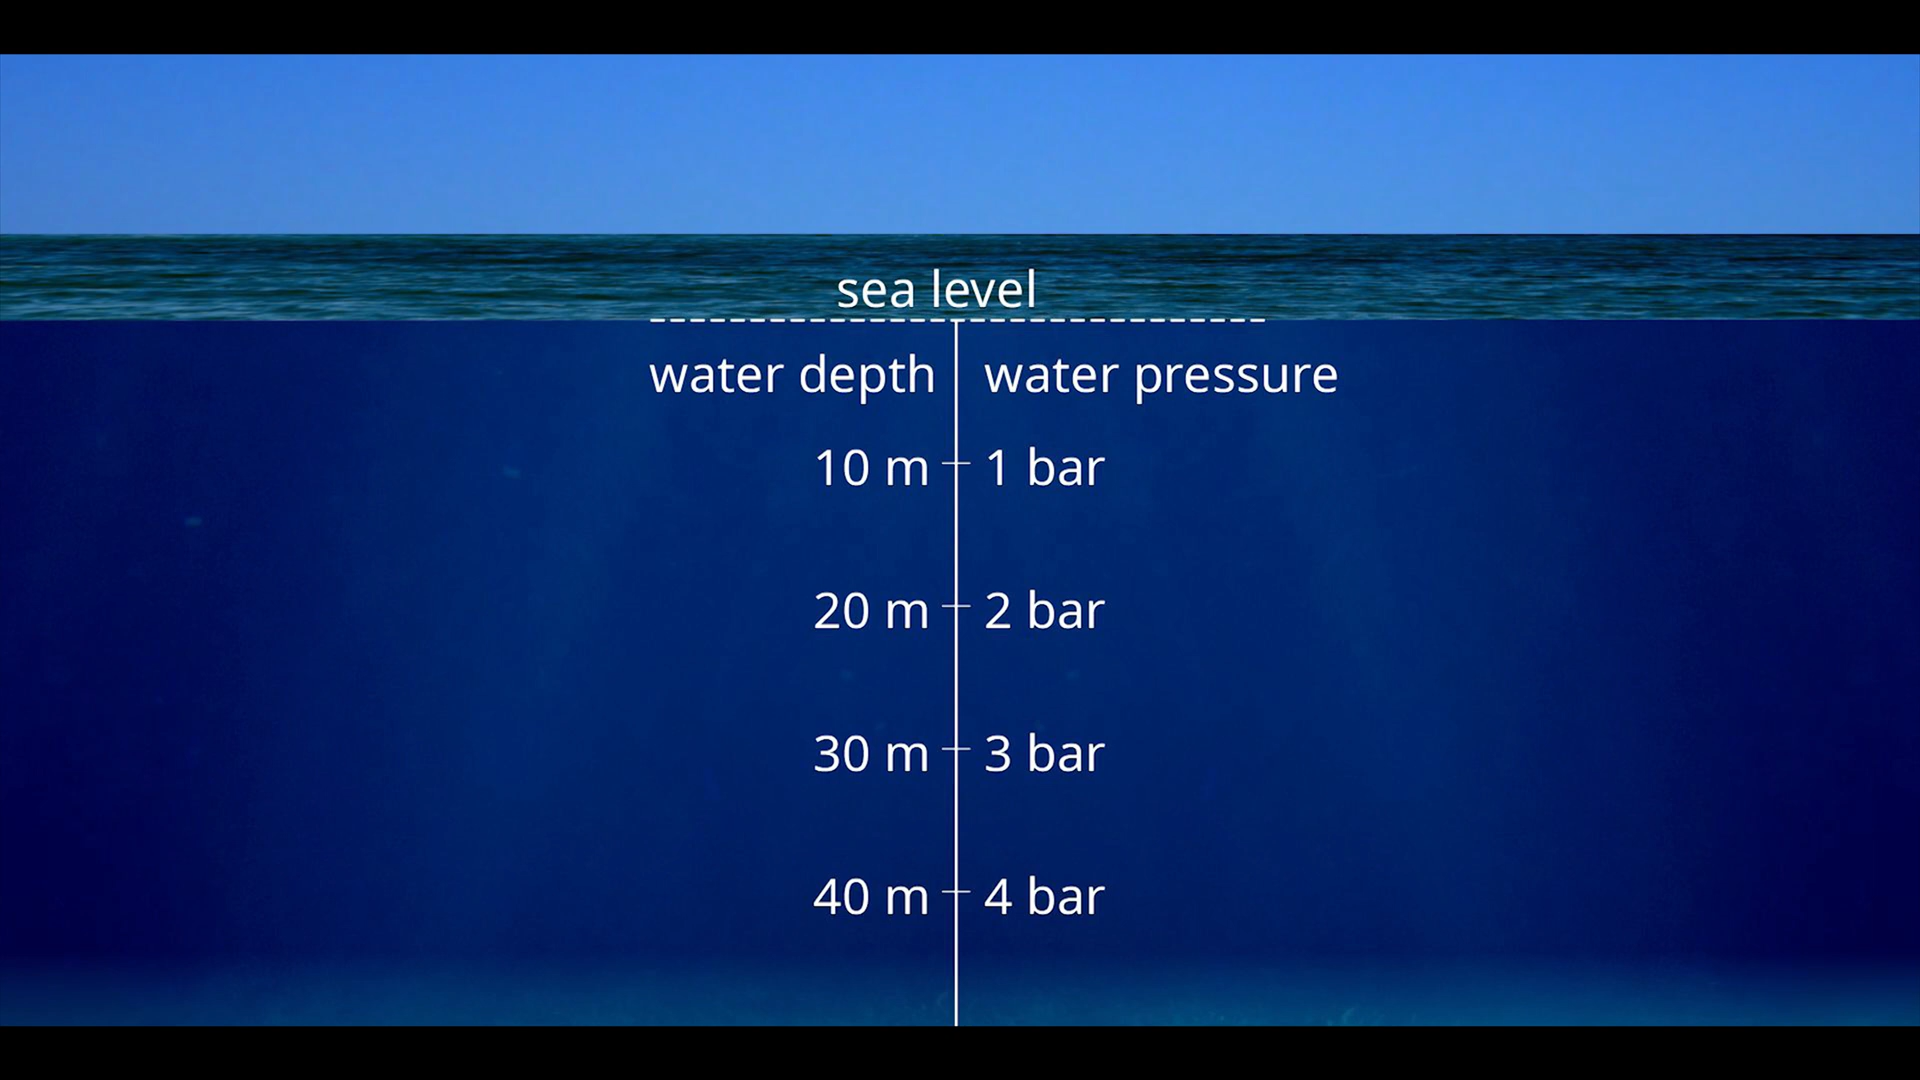 sea level
water depth water pressure
10 m 1 bar
20 m 2 bar
30 m 3 bar
40 m 4 bar